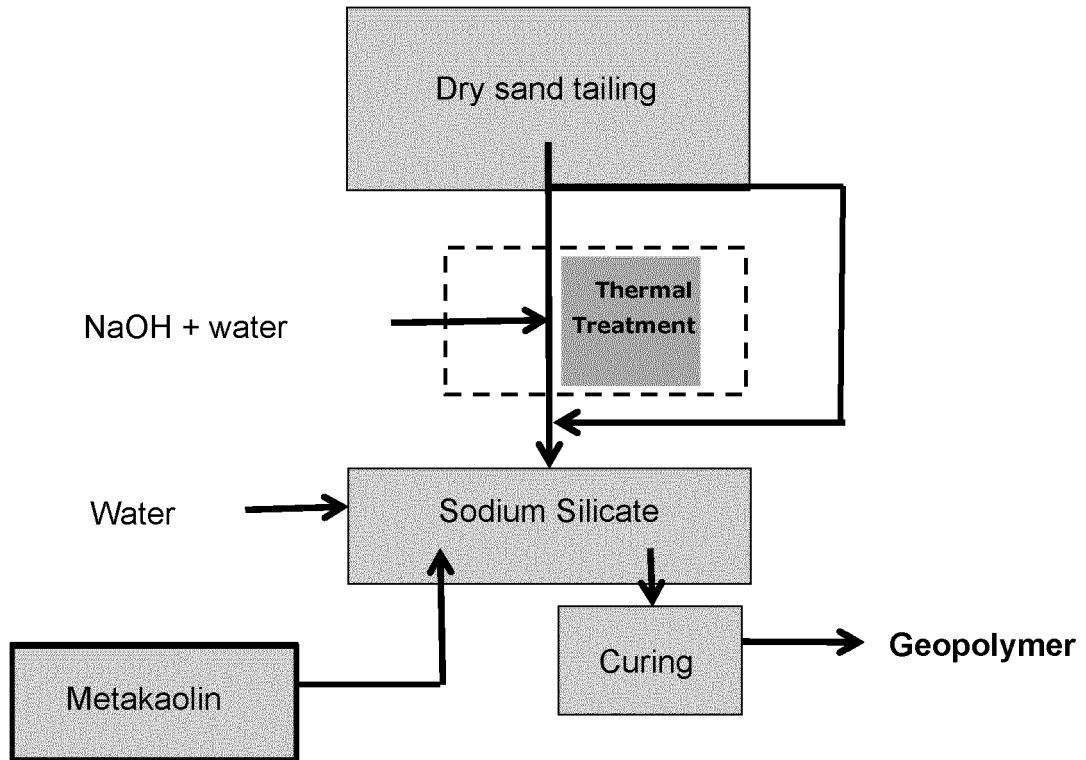 Dry sand tailing
Thermal
Treatment
NaOH + water
Water
Sodium Silicate
Curing
Geopolymer
Metakaolin